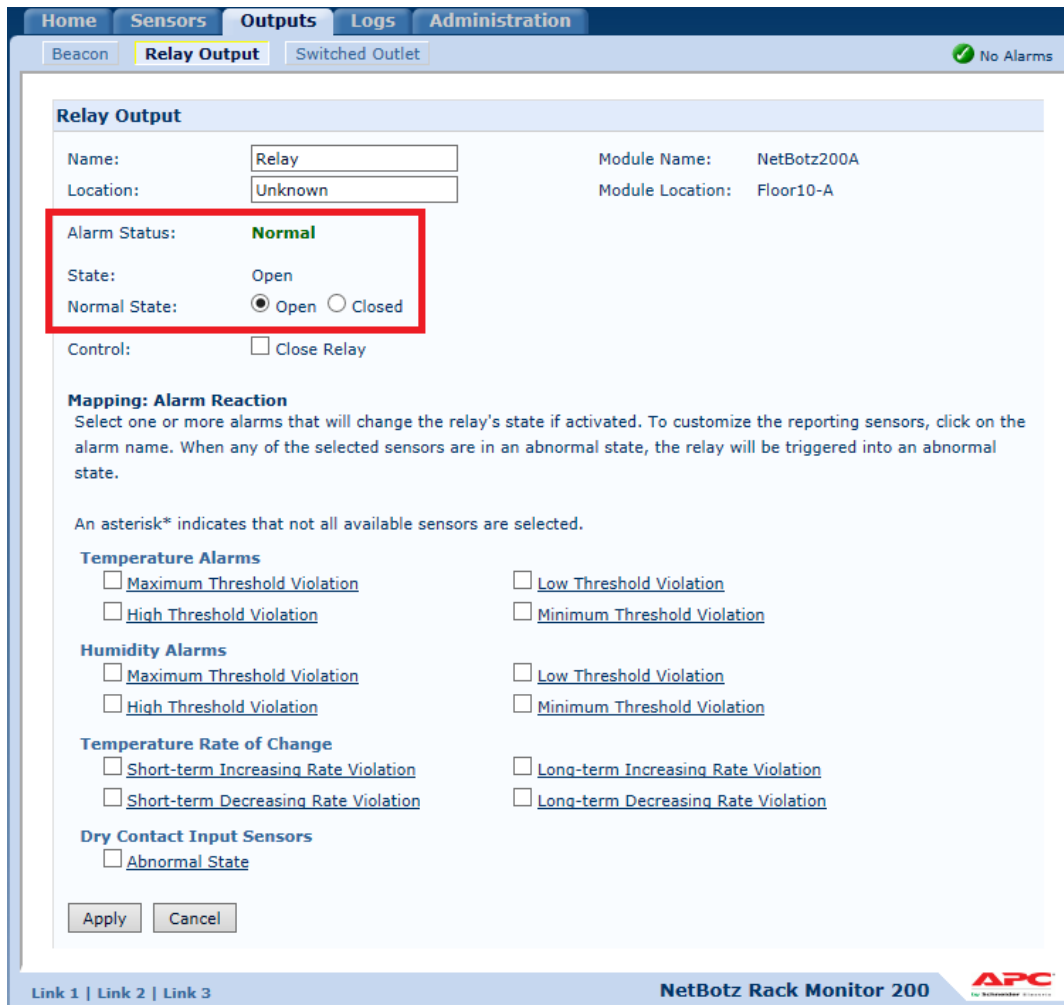 Home Sensors Outputs Logs Administration
Beacon Relay Output Switched Outlet No Alarms
Relay Output
Name: Relay Module Name: NetBotz200A
Location: Unknown Module Location: Floor10-A
Alarm Status: Normal
State: Open
Normal State: Open Closed
Control: Close Relay
Mapping: Alarm Reaction
Select one or more alarms that will change the relay's state if activated. To customize the reporting sensors, click on the
alarm name. When any of the selected sensors are in an abnormal state, the relay will be triggered into an abnormal
state.
An asterisk* indicates that not all available sensors are selected.
Temperature Alarms
Maximum Threshold Violation Low Threshold Violation
High Threshold Violation Minimum Threshold Violation
Humidity Alarms
Maximum Threshold Violation Low Threshold Violation
High Threshold Violation Minimum Threshold Violation
Temperature Rate of Change
Short-term Increasing Rate Violation Long-term Increasing Rate Violation
Short-term Decreasing Rate Violation Long-term Decreasing Rate Violation
Dry Contact Input Sensors
Abnormal State
Apply Cancel
Link 1 | Link 2 | Link 3 NetBotz Rack Monitor 200 APC
by Schneider Electric